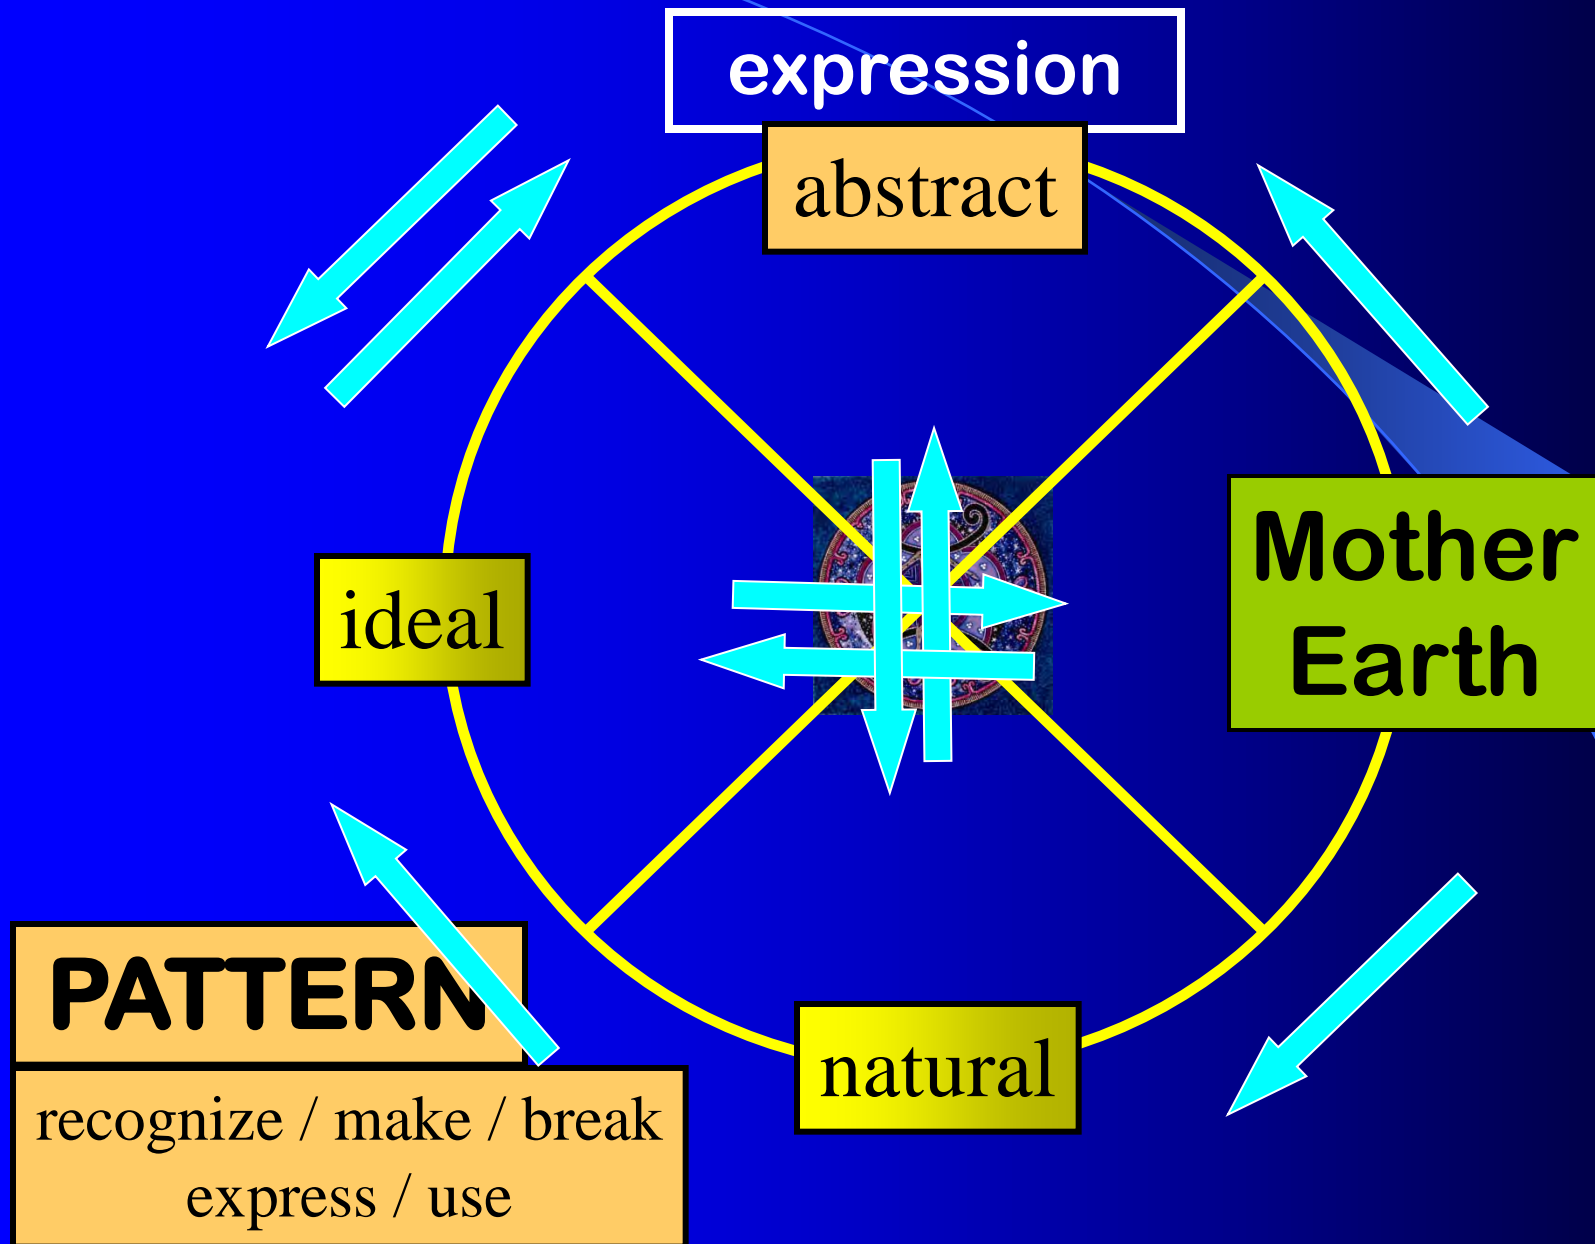 expression
abstract
Mother
Earth
ideal
PATTERN
natural
recognize / make / break
express / use